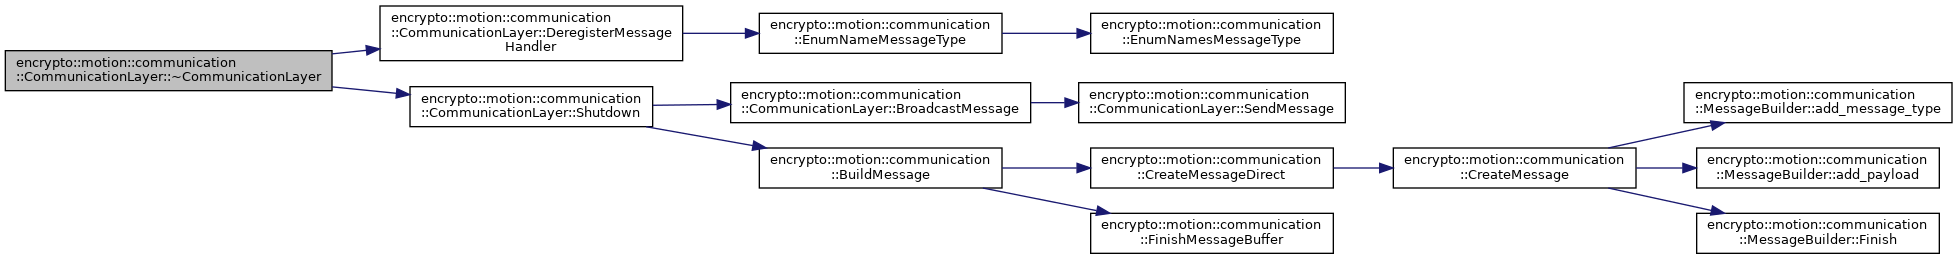 encrypto::motion::communication
::CommunicationLayer::~CommunicationLayer
encrypto::motion::communication
::CommunicationLayer::DeregisterMessage
Handler
encrypto::motion::communication
::EnumNameMessageType
encrypto::motion::communication
::EnumNamesMessageType
encrypto::motion::communication
::CommunicationLayer::Shutdown
encrypto::motion::communication
::CommunicationLayer::BroadcastMessage
encrypto::motion::communication
::CommunicationLayer::SendMessage
encrypto::motion::communication
::BuildMessage
encrypto::motion::communication
::CreateMessageDirect
encrypto::motion::communication
::CreateMessage
encrypto::motion::communication
::MessageBuilder::add_message_type
encrypto::motion::communication
::MessageBuilder::add_payload
encrypto::motion::communication
::MessageBuilder::Finish
encrypto::motion::communication
::FinishMessageBuffer